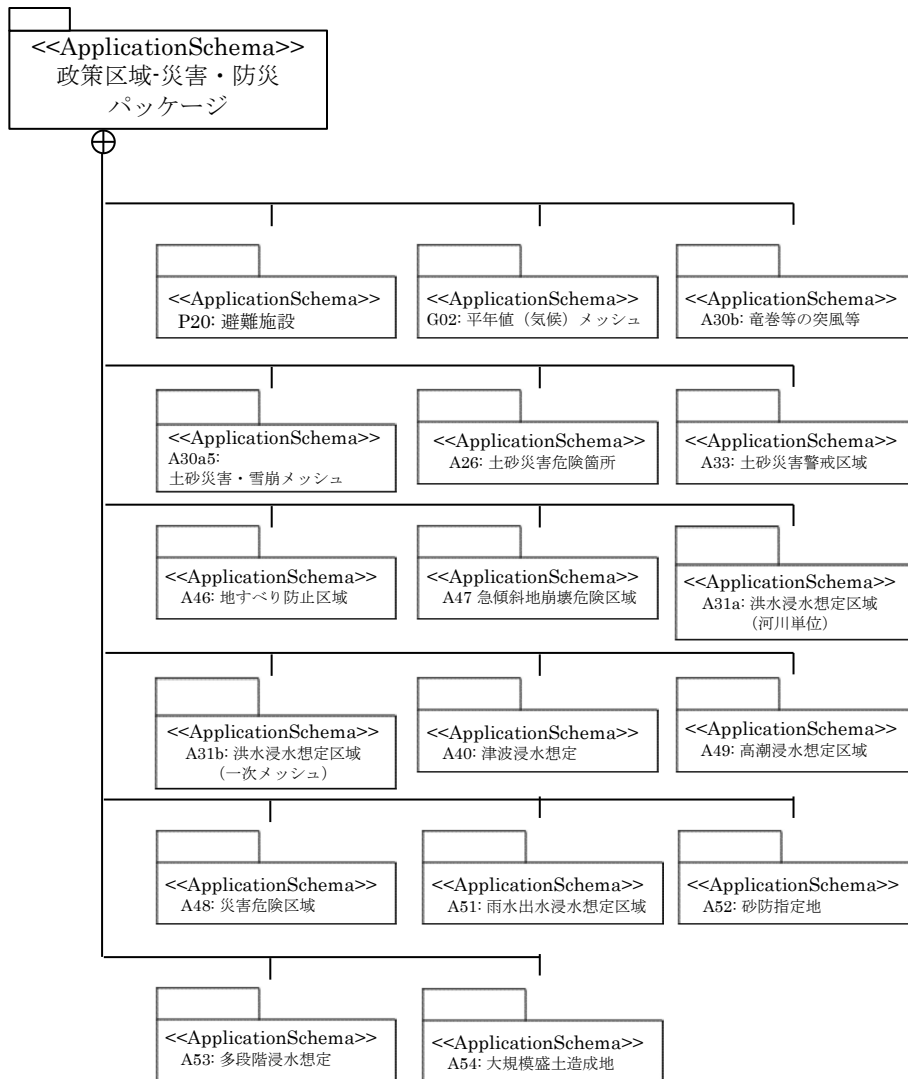 <<ApplicationSchema>>
政策区域-災害・防災
パッケージ
<<ApplicationSchema>>
P20: 避難施設
<<ApplicationSchema>>
G02: 平年値（気候）メッシュ
<<ApplicationSchema>>
A30b: 竜巻等の突風等
<<ApplicationSchema>>
A30a5:
土砂災害・雪崩メッシュ
<<ApplicationSchema>>
A26: 土砂災害危険箇所
<<ApplicationSchema>>
A33: 土砂災害警戒区域
<<ApplicationSchema>>
A46: 地すべり防止区域
<<ApplicationSchema>>
A47 急傾斜地崩壊危険区域
<<ApplicationSchema>>
A31a: 洪水浸水想定区域
（河川単位）
<<ApplicationSchema>>
A31b: 洪水浸水想定区域
（一次メッシュ）
<<ApplicationSchema>>
A40: 津波浸水想定
<<ApplicationSchema>>
A49: 高潮浸水想定区域
<<ApplicationSchema>>
A48: 災害危険区域
<<ApplicationSchema>>
A51: 雨水出水浸水想定区域
<<ApplicationSchema>>
A52: 砂防指定地
<<ApplicationSchema>>
A53: 多段階浸水想定
<<ApplicationSchema>>
A54: 大規模盛土造成地